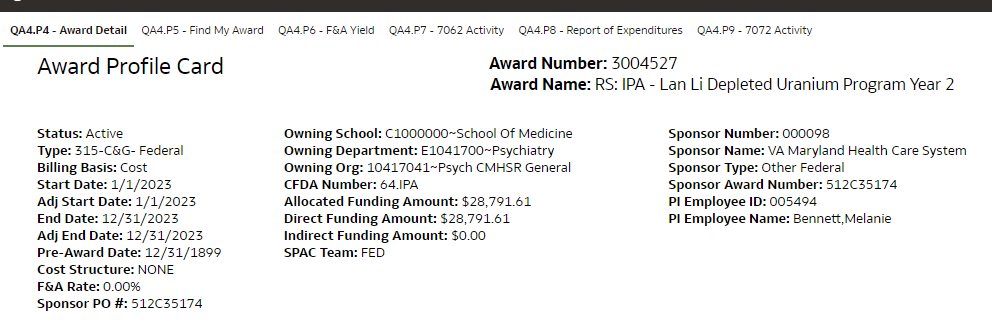 QA4.P4 - Award Detail QA4.P5 - Find My Award QA4.P6 - F&A Yield QA4.P7 - 7062 Activity QA4.P8 - Report of Expenditures QA4.P9 - 7072 Activity
Award Profile Card
Award Number: 3004527
Award Name: RS: IPA - Lan Li Depleted Uranium Program Year 2
Status: Active
Type: 315-C&G- Federal
Billing Basis: Cost
Start Date: 1/1/2023
Adj Start Date: 1/1/2023
End Date: 12/31/2023
Adj End Date: 12/31/2023
Pre-Award Date: 12/31/1899
Cost Structure: NONE
F&A Rate: 0.00%
Sponsor PO #: 512C35174
Owning School: C1000000~School Of Medicine
Owning Department: E1041700~Psychiatry
Owning Org: 10417041~Psych CMHSR General
CFDA Number: 64.IPA
Allocated Funding Amount: $28,791.61
Direct Funding Amount: $28,791.61
Indirect Funding Amount: $0.00
SPAC Team: FED
Sponsor Number: 000098
Sponsor Name: VA Maryland Health Care System
Sponsor Type: Other Federal
Sponsor Award Number: 512C35174
PI Employee ID: 005494
PI Employee Name: Bennett,Melanie